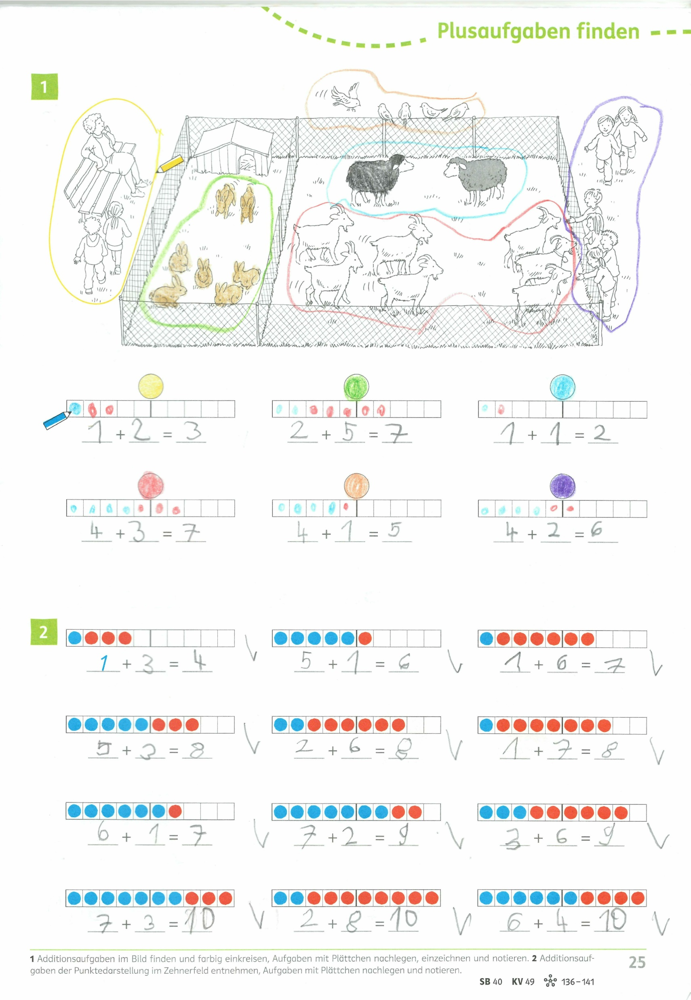 Plusaufgaben finden
1
1 + 2 = 3
2 + 5 = 7
1 + 1 = 2
4 + 3 = 7
4 + 1 = 5
4 + 2 = 6
2
1 + 3 = 4
5 + 1 = 6
1 + 6 = 7
5 + 3 = 8
2 + 6 = 8
1 + 7 = 8
6 + 1 = 7
7 + 2 = 9
3 + 6 = 9
7 + 3 = 10
2 + 8 = 10
6 + 4 = 10
1 Additionsaufgaben im Bild finden und farbig einkreisen, Aufgaben mit Plättchen nachlegen, einzeichnen und notieren. 2 Additionsauf-
gaben der Punktedarstellung im Zehnerfeld entnehmen, Aufgaben mit Plättchen nachlegen und notieren.
25
SB 40 KV 49 136–141